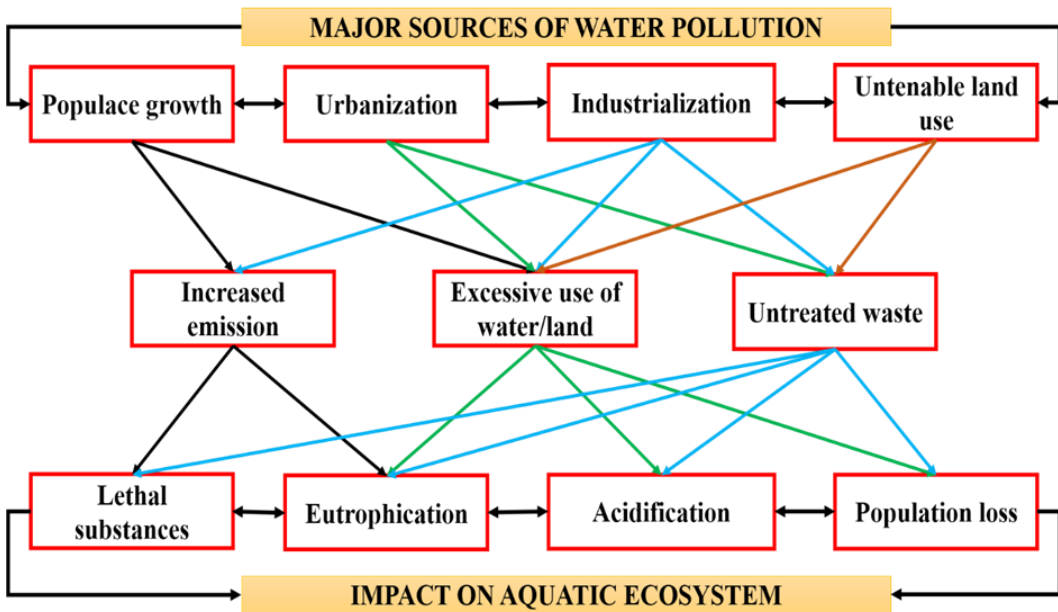 MAJOR SOURCES OF WATER POLLUTION
Populace growth
Urbanization
Industrialization
Untenable land
use
Increased
emission
Excessive use of
water/land
Untreated waste
Lethal
substances
Eutrophication
Acidification
Population loss
IMPACT ON AQUATIC ECOSYSTEM